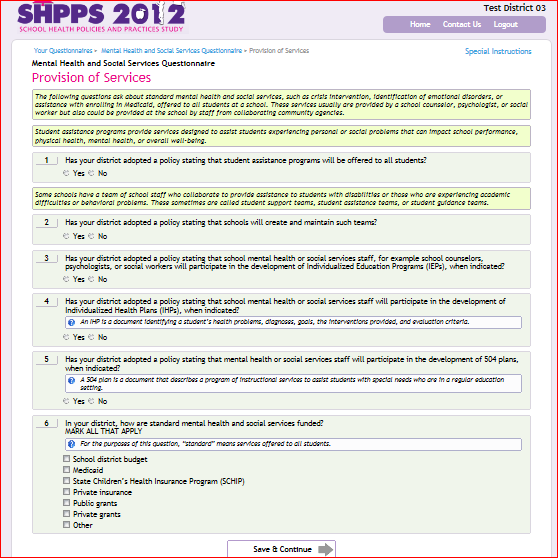 SHPPS 2012
SCHOOL HEALTH POLICIES AND PRACTICES STUDY
Test District 03
Home Contact Us Logout
Your Questionnaires > Mental Health and Social Services Questionnaire > Provision of Services
Special Instructions
Mental Health and Social Services Questionnaire
Provision of Services
The following questions ask about standard mental health and social services, such as crisis intervention, identification of emotional disorders, or
assistance with enrolling in Medicaid, offered to all students at a school. These services usually are provided by a school counselor, psychologist, or social
worker but also could be provided at the school by staff from collaborating community agencies.
Student assistance programs provide services designed to assist students experiencing personal or social problems that can impact school performance,
physical health, mental health, or overall well-being.
1 Has your district adopted a policy stating that student assistance programs will be offered to all students?
Yes No
Some schools have a team of school staff who collaborate to provide assistance to students with disabilities or those who are experiencing academic
difficulties or behavioral problems. These sometimes are called student support teams, student assistance teams, or student guidance teams.
2 Has your district adopted a policy stating that schools will create and maintain such teams?
Yes No
3 Has your district adopted a policy stating that school mental health or social services staff, for example school counselors,
psychologists, or social workers will participate in the development of Individualized Education Programs (IEPs), when indicated?
Yes No
4 Has your district adopted a policy stating that school mental health or social services staff will participate in the development of
Individualized Health Plans (IHPs), when indicated?
? An IHP is a document identifying a student's health problems, diagnoses, goals, the interventions provided, and evaluation criteria.
Yes No
5 Has your district adopted a policy stating that mental health or social services staff will participate in the development of 504 plans,
when indicated?
? A 504 plan is a document that describes a program of instructional services to assist students with special needs who are in a regular education
setting.
Yes No
6 In your district, how are standard mental health and social services funded?
MARK ALL THAT APPLY
? For the purposes of this question, "standard" means services offered to all students.
School district budget
Medicaid
State Children's Health Insurance Program (SCHIP)
Private insurance
Public grants
Private grants
Other
Save & Continue